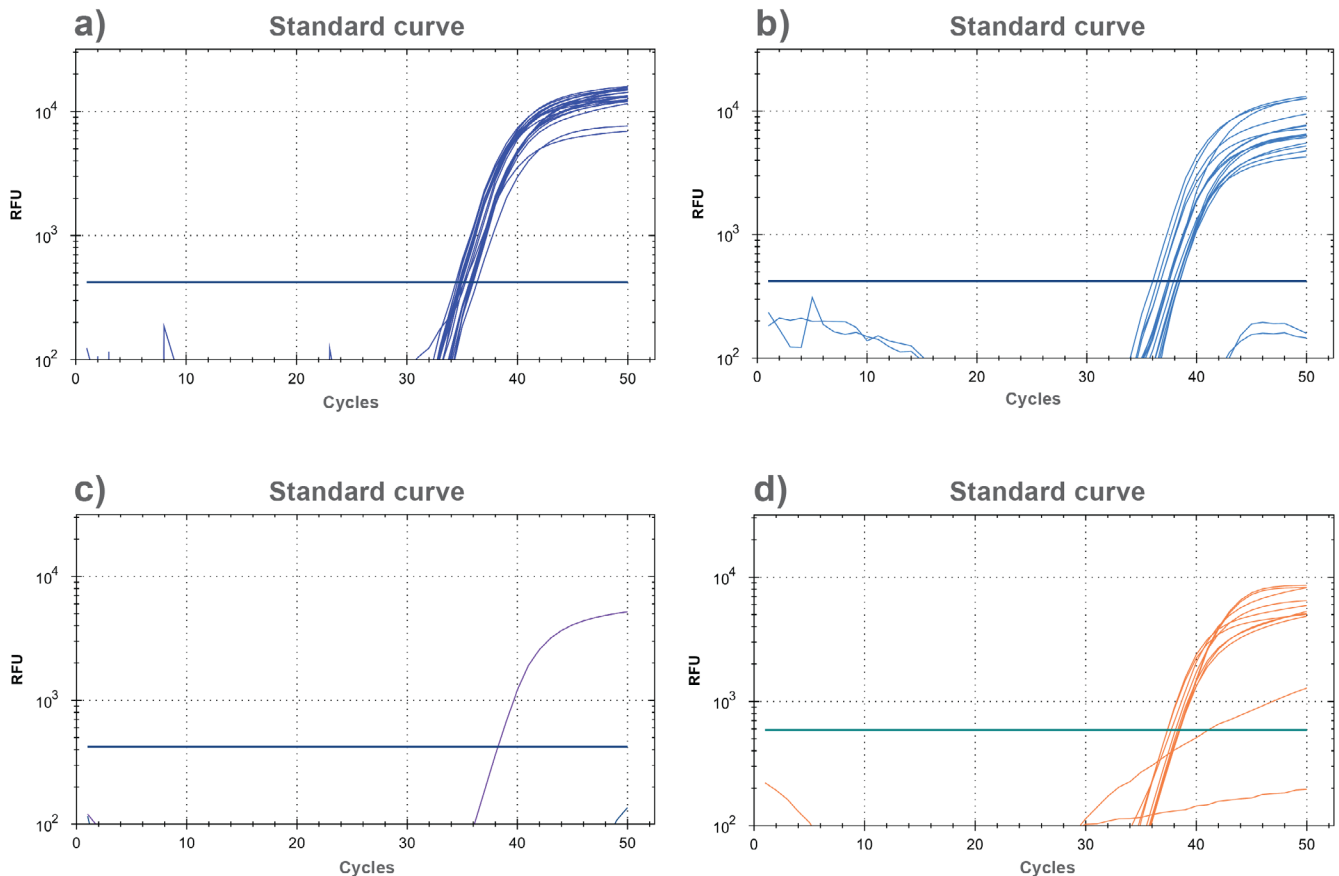 a) Standard curve
b) Standard curve
10^4
10^3
10^2
RFU
0 10 20 30 40 50
Cycles
10^4
10^3
10^2
RFU
0 10 20 30 40 50
Cycles
c) Standard curve
d) Standard curve
10^4
10^3
10^2
RFU
0 10 20 30 40 50
Cycles
10^4
10^3
10^2
RFU
0 10 20 30 40 50
Cycles